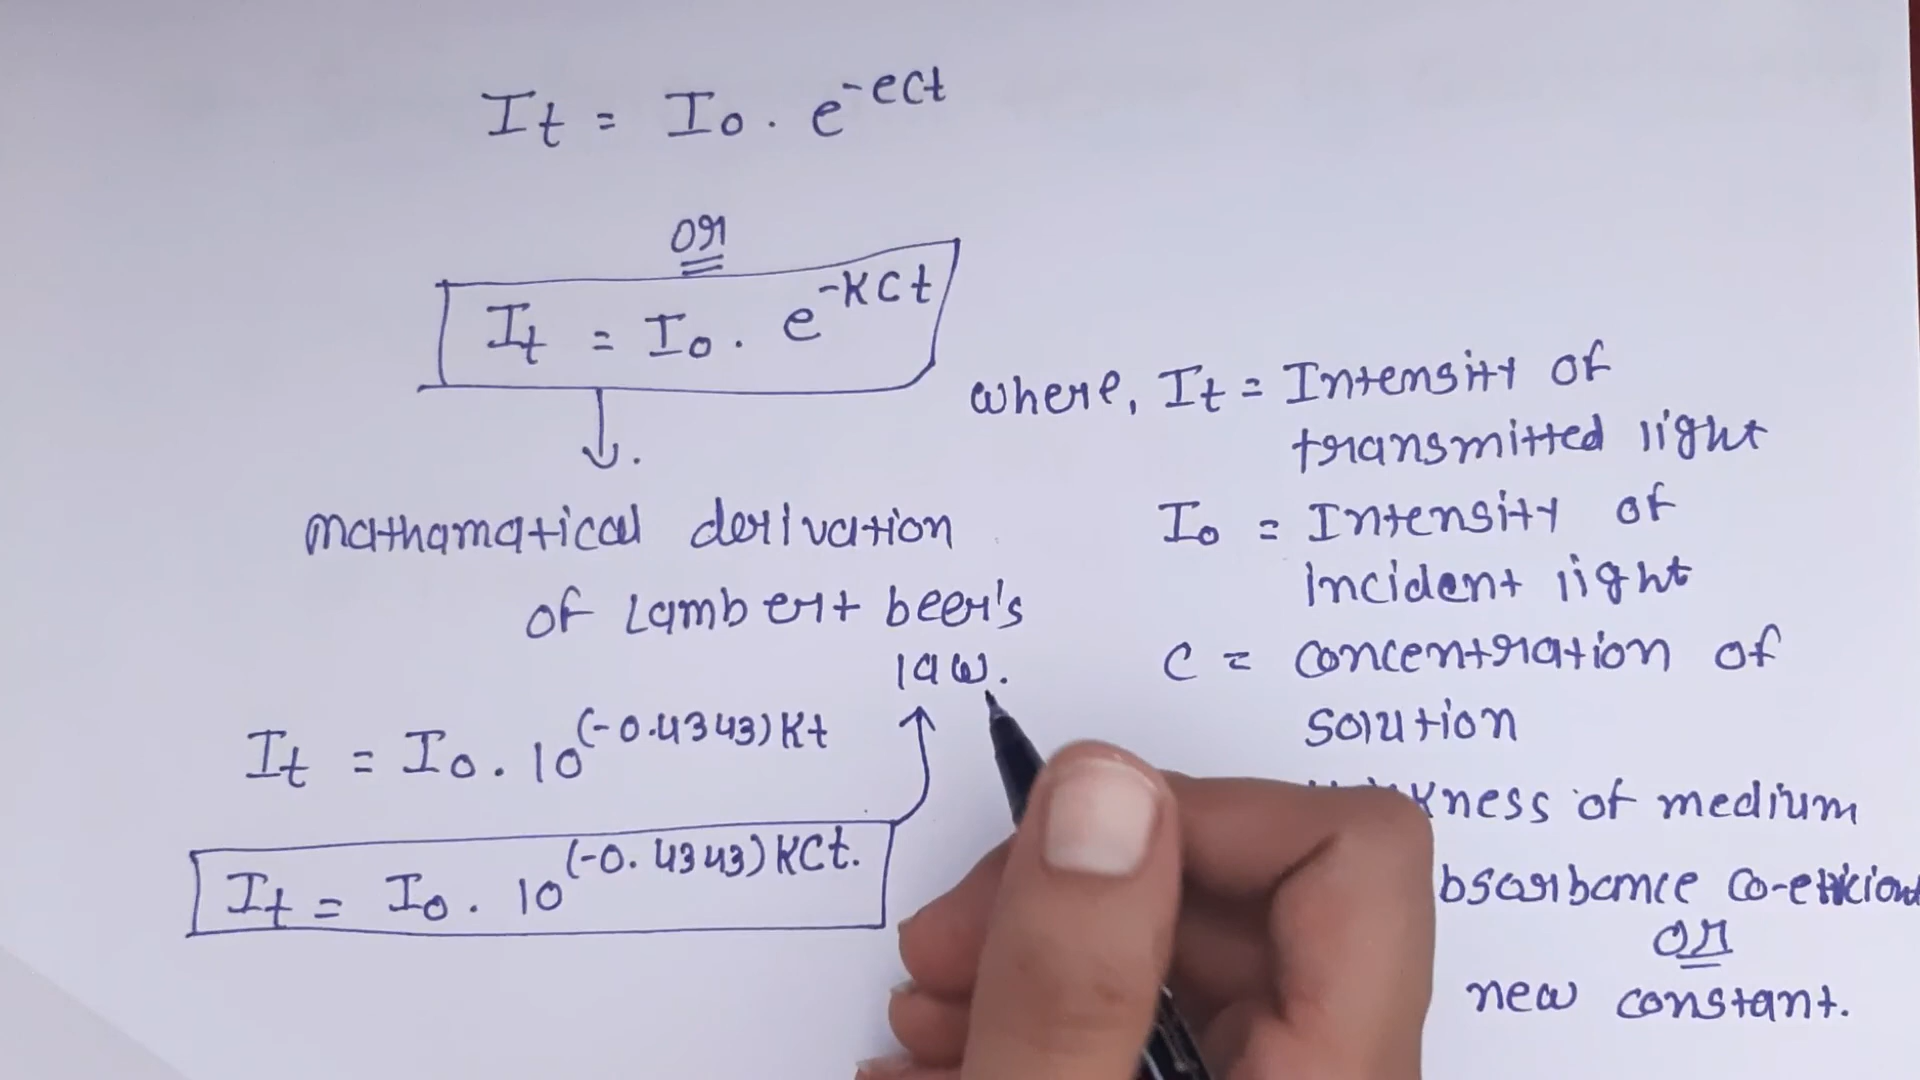 It = Io . e^-ect
or
It = Io . e^-KCt
where, It = Intensity of
transmitted light
Io = Intensity of
Incident light
C = concentration of
solution
kness of medium
bsorbance co-efficient
or
new constant.
mathamatical derivation
of Lambert beer's
law.
It = Io . 10^(-0.4343)Kt
It = Io . 10^(-0.4343)KCt.